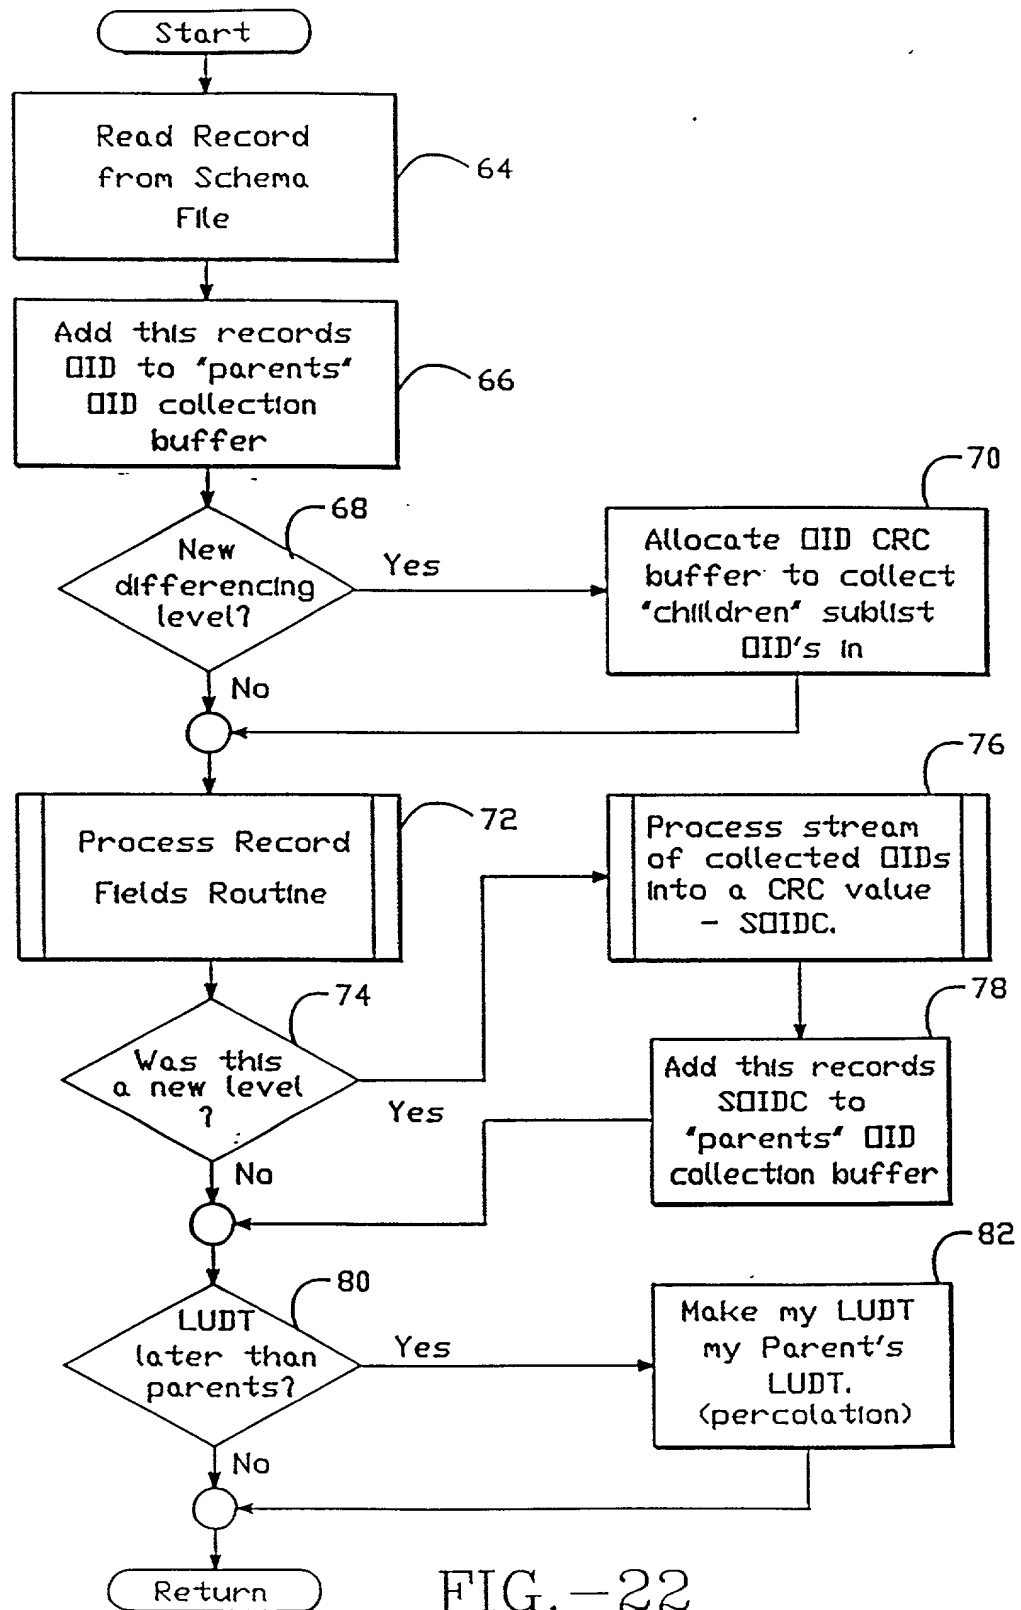 Start
Read Record
from Schema
File
64
Add this records
OID to "parents"
OID collection
buffer
66
68
New
differencing
level?
Yes
No
70
Allocate OID CRC
buffer to collect
"children" sublist
OID's in
Process Record
Fields Routine
72
76
Process stream
of collected OIDs
into a CRC value
- SOIDC.
74
Was this
a new level
?
Yes
No
78
Add this records
SOIDC to
"parents" OID
collection buffer
80
LUDT
later than
parents?
Yes
No
82
Make my LUDT
my Parent's
LUDT.
(percolation)
Return
FIG.-22